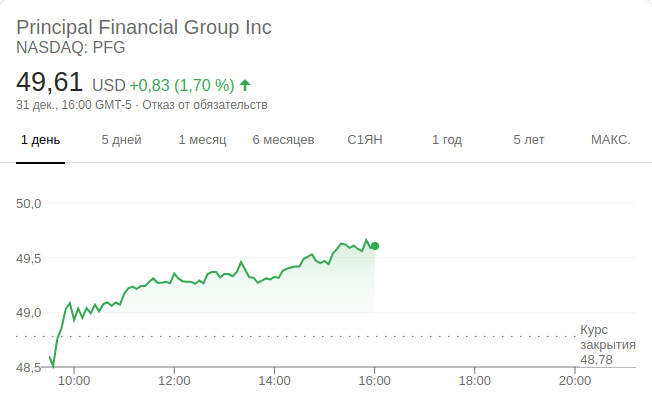 Principal Financial Group Inc
NASDAQ: PFG
49,61 USD +0,83 (1,70 %)
31 дек., 16:00 GMT-5 · Отказ от обязательств
1 день 5 дней 1 месяц 6 месяцев С1ЯН 1 год 5 лет МАКС.
50,0
49,5
49,0
Курс
закрытия
48,78
48,5
10:00 12:00 14:00 16:00 18:00 20:00